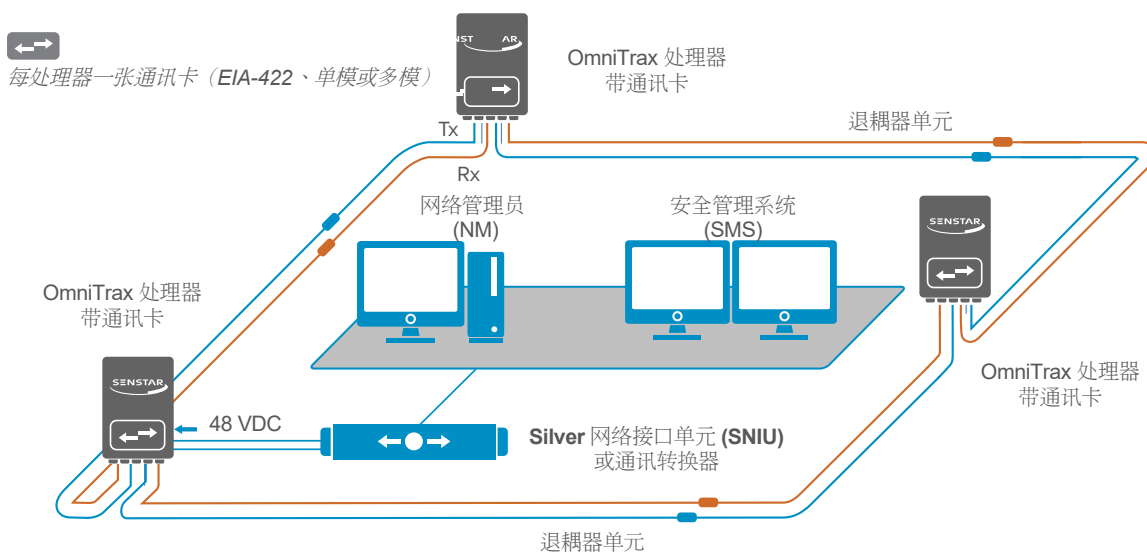 NST AR
OmniTrax 处理器
带通讯卡
每处理器一张通讯卡（EIA-422、单模或多模）
Tx
Rx
退耦器单元
网络管理员
(NM)
安全管理系统
(SMS)
SENSTAR
OmniTrax 处理器
带通讯卡
OmniTrax 处理器
带通讯卡
SENSTAR
48 VDC
Silver 网络接口单元 (SNIU)
或通讯转换器
退耦器单元